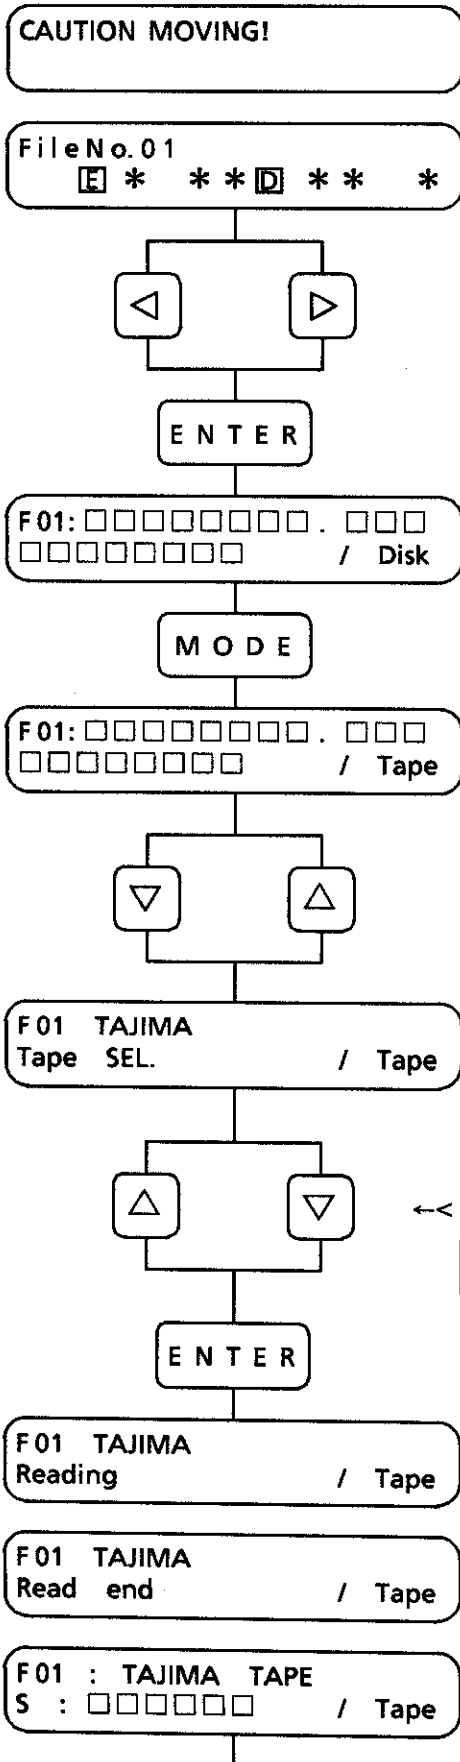 CAUTION MOVING!
FileNo.01
E * * * D * * *
◁ ▷
ENTER
F01: □□□□□□□□. □□□
□□□□□□□□ / Disk
MODE
F01: □□□□□□□□. □□□
□□□□□□□□ / Tape
▽ △
F01 TAJIMA
Tape SEL. / Tape
△ ▽ ←<
ENTER
F01 TAJIMA
Reading / Tape
F01 TAJIMA
Read end / Tape
F01 : TAJIMA TAPE
S : □□□□□□ / Tape